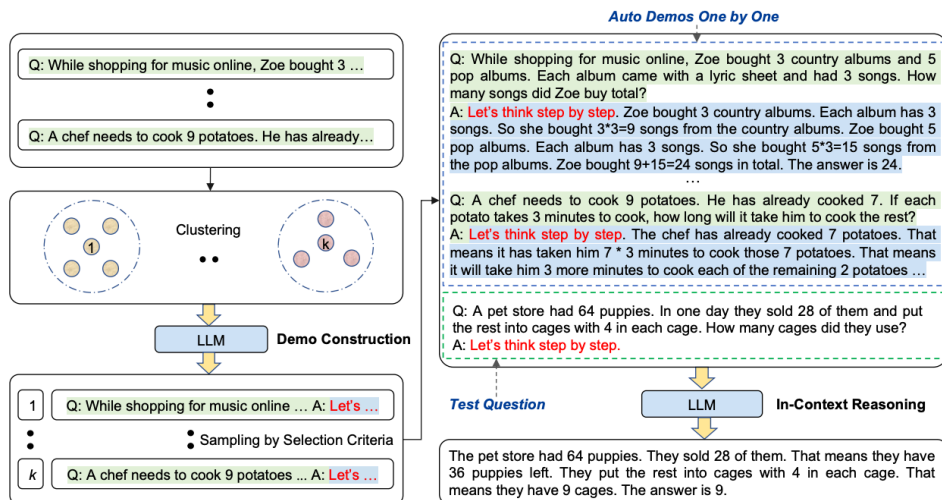 Q: While shopping for music online, Zoe bought 3 …
Q: A chef needs to cook 9 potatoes. He has already…
1
Clustering
k
LLM
Demo Construction
1
Q: While shopping for music online … A: Let's …
Sampling by Selection Criteria
k
Q: A chef needs to cook 9 potatoes ... A: Let's …
Auto Demos One by One
Q: While shopping for music online, Zoe bought 3 country albums and 5
pop albums. Each album came with a lyric sheet and had 3 songs. How
many songs did Zoe buy total?
A: Let's think step by step. Zoe bought 3 country albums. Each album has 3
songs. So she bought 3*3=9 songs from the country albums. Zoe bought 5
pop albums. Each album has 3 songs. So she bought 5*3=15 songs from
the pop albums. Zoe bought 9+15=24 songs in total. The answer is 24.
…
Q: A chef needs to cook 9 potatoes. He has already cooked 7. If each
potato takes 3 minutes to cook, how long will it take him to cook the rest?
A: Let's think step by step. The chef has already cooked 7 potatoes. That
means it has taken him 7 * 3 minutes to cook those 7 potatoes. That means
it will take him 3 more minutes to cook each of the remaining 2 potatoes …
Q: A pet store had 64 puppies. In one day they sold 28 of them and put
the rest into cages with 4 in each cage. How many cages did they use?
A: Let's think step by step.
Test Question
LLM
In-Context Reasoning
The pet store had 64 puppies. They sold 28 of them. That means they have
36 puppies left. They put the rest into cages with 4 in each cage. That
means they have 9 cages. The answer is 9.